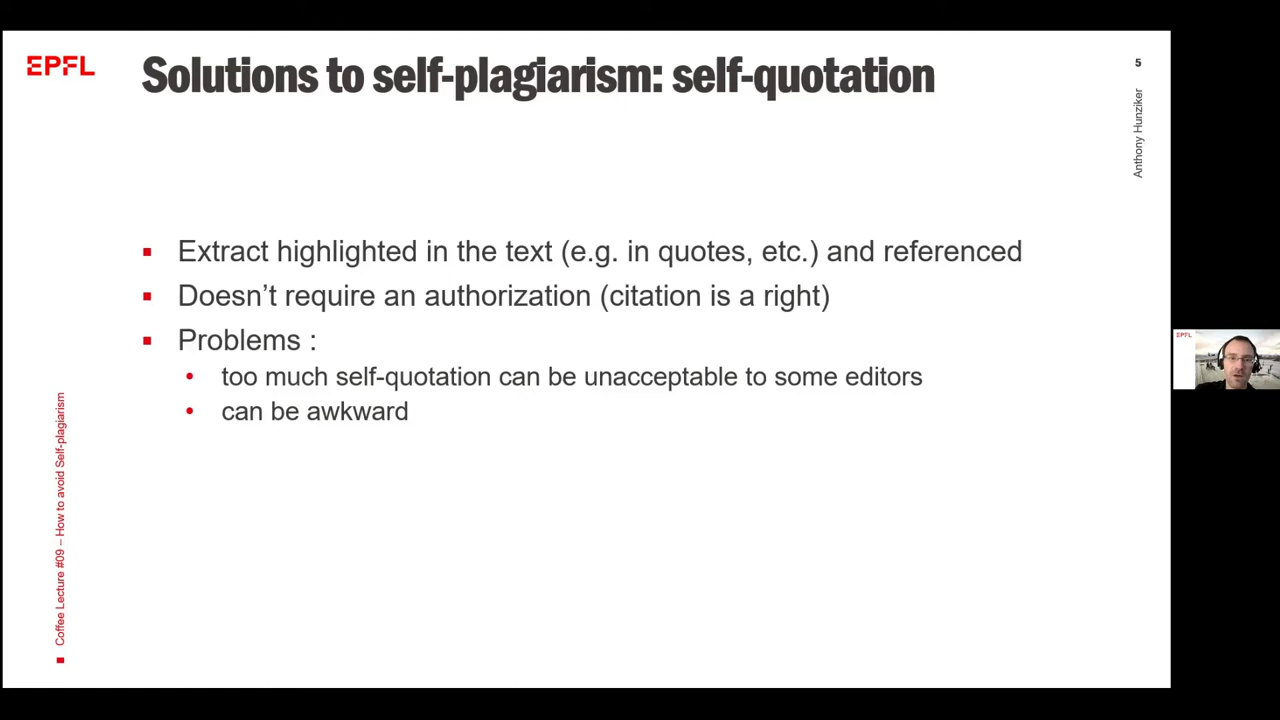 EPFL
Solutions to self-plagiarism: self-quotation
5
Anthony Hunziker
▪ Extract highlighted in the text (e.g. in quotes, etc.) and referenced
▪ Doesn’t require an authorization (citation is a right)
▪ Problems :
• too much self-quotation can be unacceptable to some editors
• can be awkward
Coffee Lecture #09 – How to avoid Self-plagiarism
EPFL